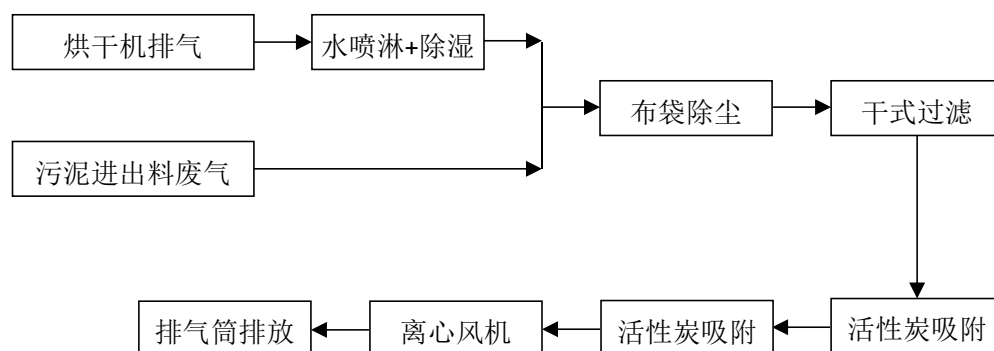 烘干机排气
水喷淋+除湿
布袋除尘
干式过滤
污泥进出料废气
排气筒排放
离心风机
活性炭吸附
活性炭吸附